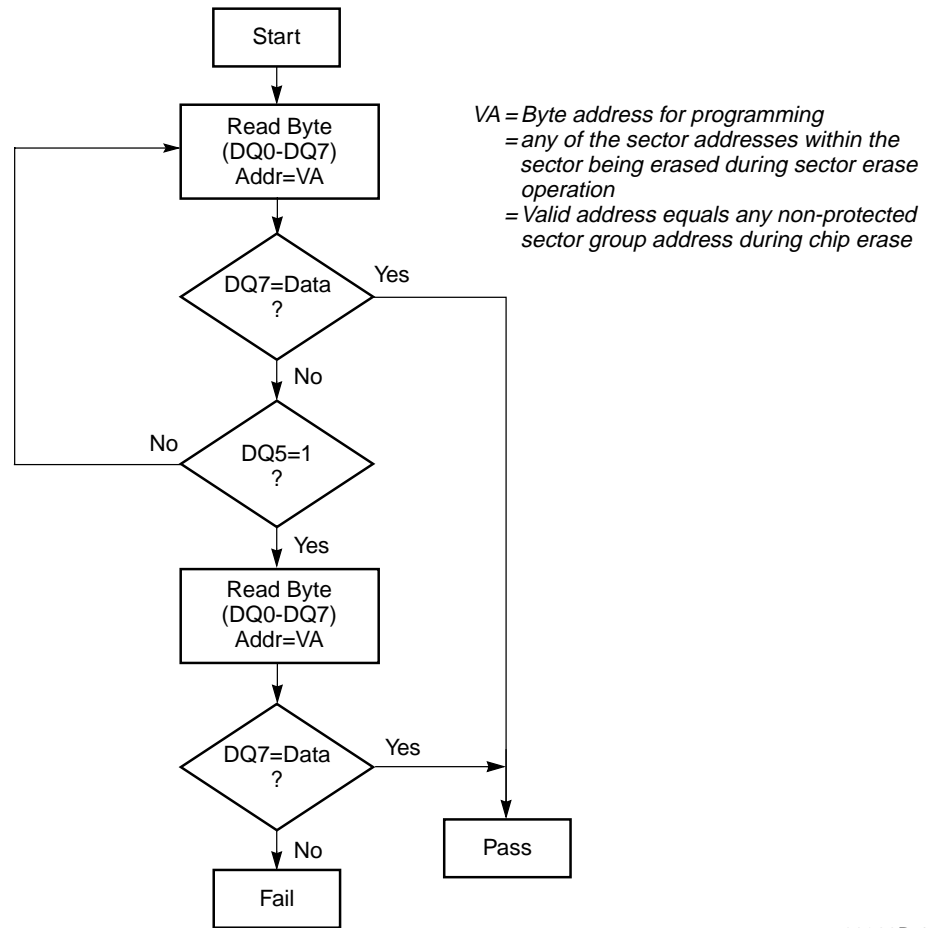 Start
Read Byte
(DQ0-DQ7)
Addr=VA
VA = Byte address for programming
= any of the sector addresses within the
sector being erased during sector erase
operation
= Valid address equals any non-protected
sector group address during chip erase
DQ7=Data
?
Yes
No
DQ5=1
?
No
Yes
Read Byte
(DQ0-DQ7)
Addr=VA
DQ7=Data
?
Yes
No
Pass
Fail